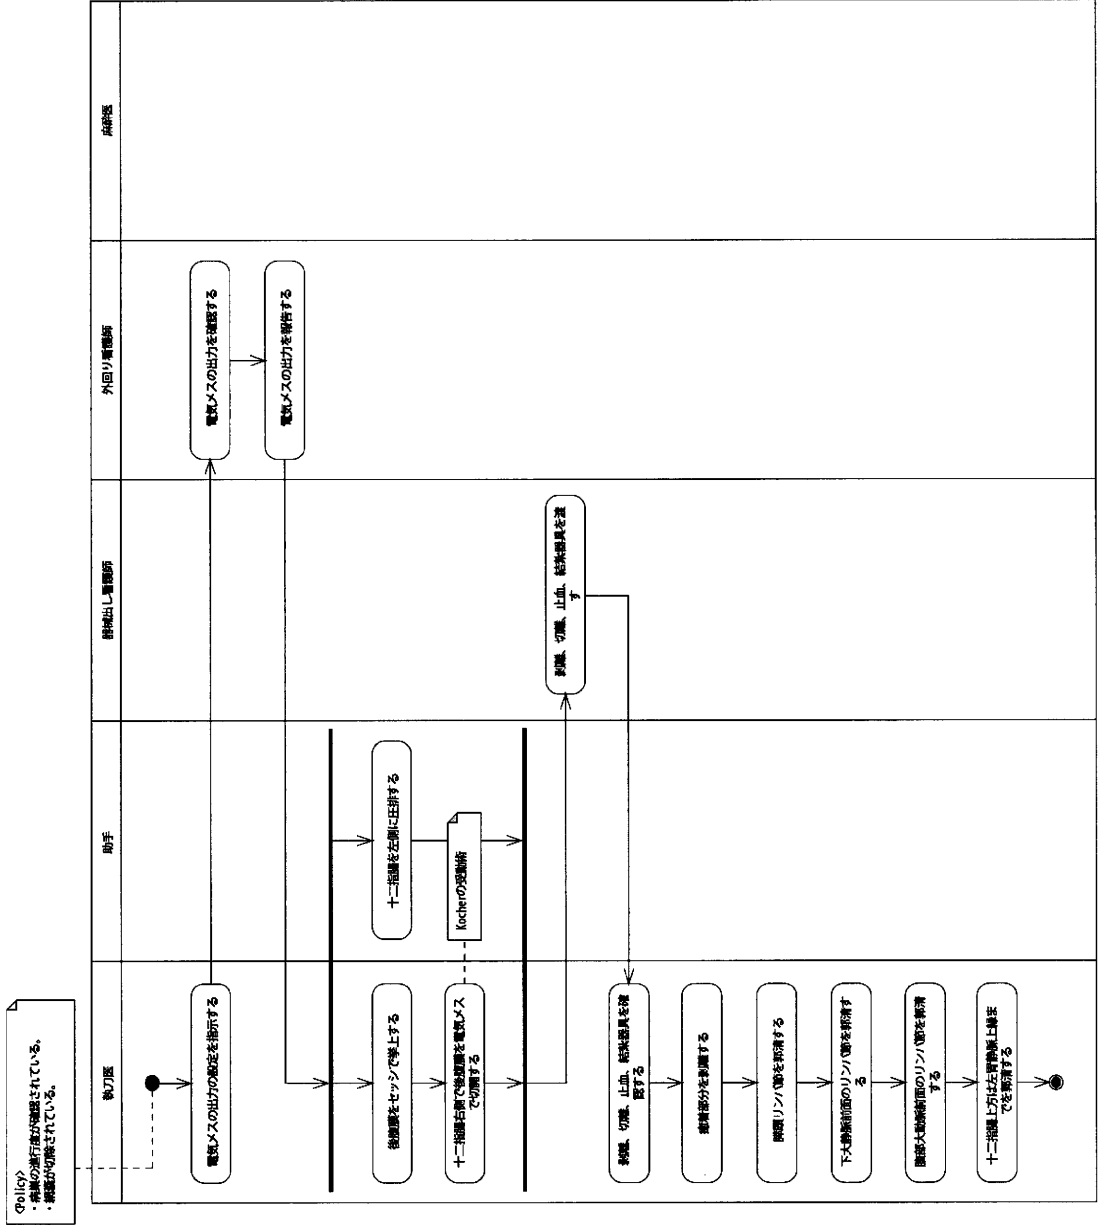 <Policy>
・病巣の進行度が確認されている。
・網嚢が切除されている。
執刀医
助手
器械出し看護師
外回り看護師
麻酔医
電気メスの出力の設定を指示する
電気メスの出力を確認する
電気メスの出力を報告する
後腹膜をセッシで挙上する
十二指腸を左側に圧排する
十二指腸右側で後腹膜を電気メス
で切開する
Kocherの受動術
剥離、切離、止血、結紮器具を渡
す
剥離、切離、止血、結紮器具を確
認する
癒着部分を剥離する
膵頭リンパ節を郭清する
下大静脈前面のリンパ節を郭清す
る
腹部大動脈前面のリンパ節を郭清
する
十二指腸上方は左腎静脈上縁ま
でを郭清する